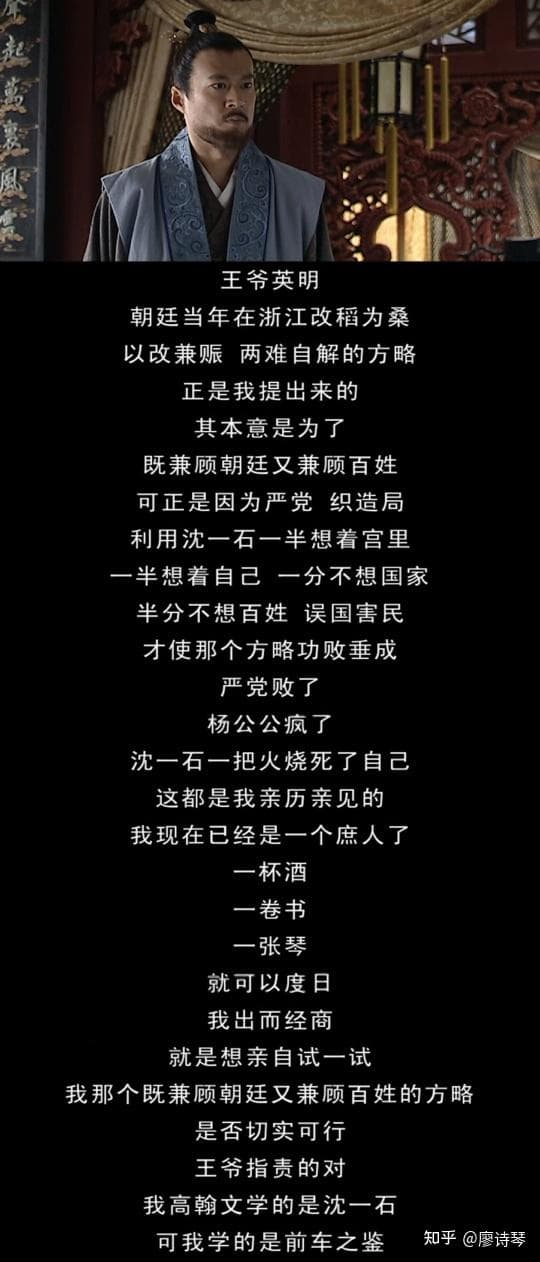 起
萬
裏
風
王爷英明
朝廷当年在浙江改稻为桑
以改兼赈 两难自解的方略
正是我提出来的
其本意是为了
既兼顾朝廷又兼顾百姓
可正是因为严党 织造局
利用沈一石一半想着宫里
一半想着自己 一分不想国家
半分不想百姓 误国害民
才使那个方略功败垂成
严党败了
杨公公疯了
沈一石一把火烧死了自己
这都是我亲历亲见的
我现在已经是一个庶人了
一杯酒
一卷书
一张琴
就可以度日
我出而经商
就是想亲自试一试
我那个既兼顾朝廷又兼顾百姓的方略
是否切实可行
王爷指责的对
我高翰文学的是沈一石
可我学的是前车之鉴
知乎 @廖诗琴